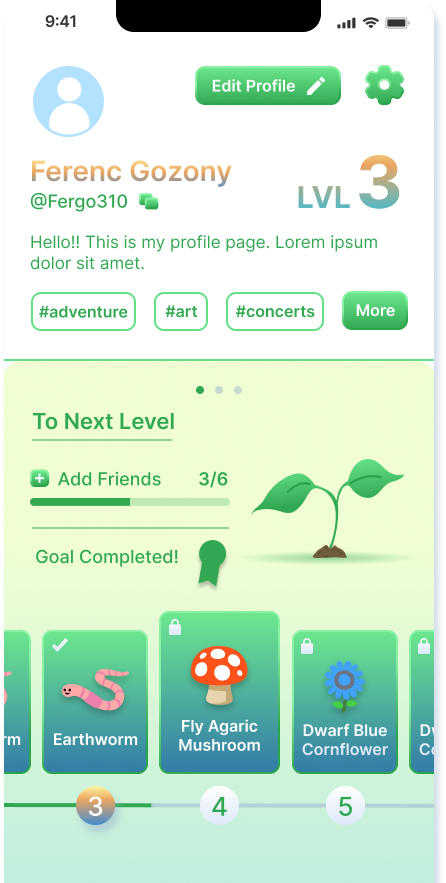 9:41
Edit Profile
Ferenc Gozony
@Fergo310
LVL 3
Hello!! This is my profile page. Lorem ipsum
dolor sit amet.
#adventure #art #concerts More
To Next Level
Add Friends 3/6
Goal Completed!
rm
Earthworm
Fly Agaric
Mushroom
Dwarf Blue
Cornflower
3 4 5